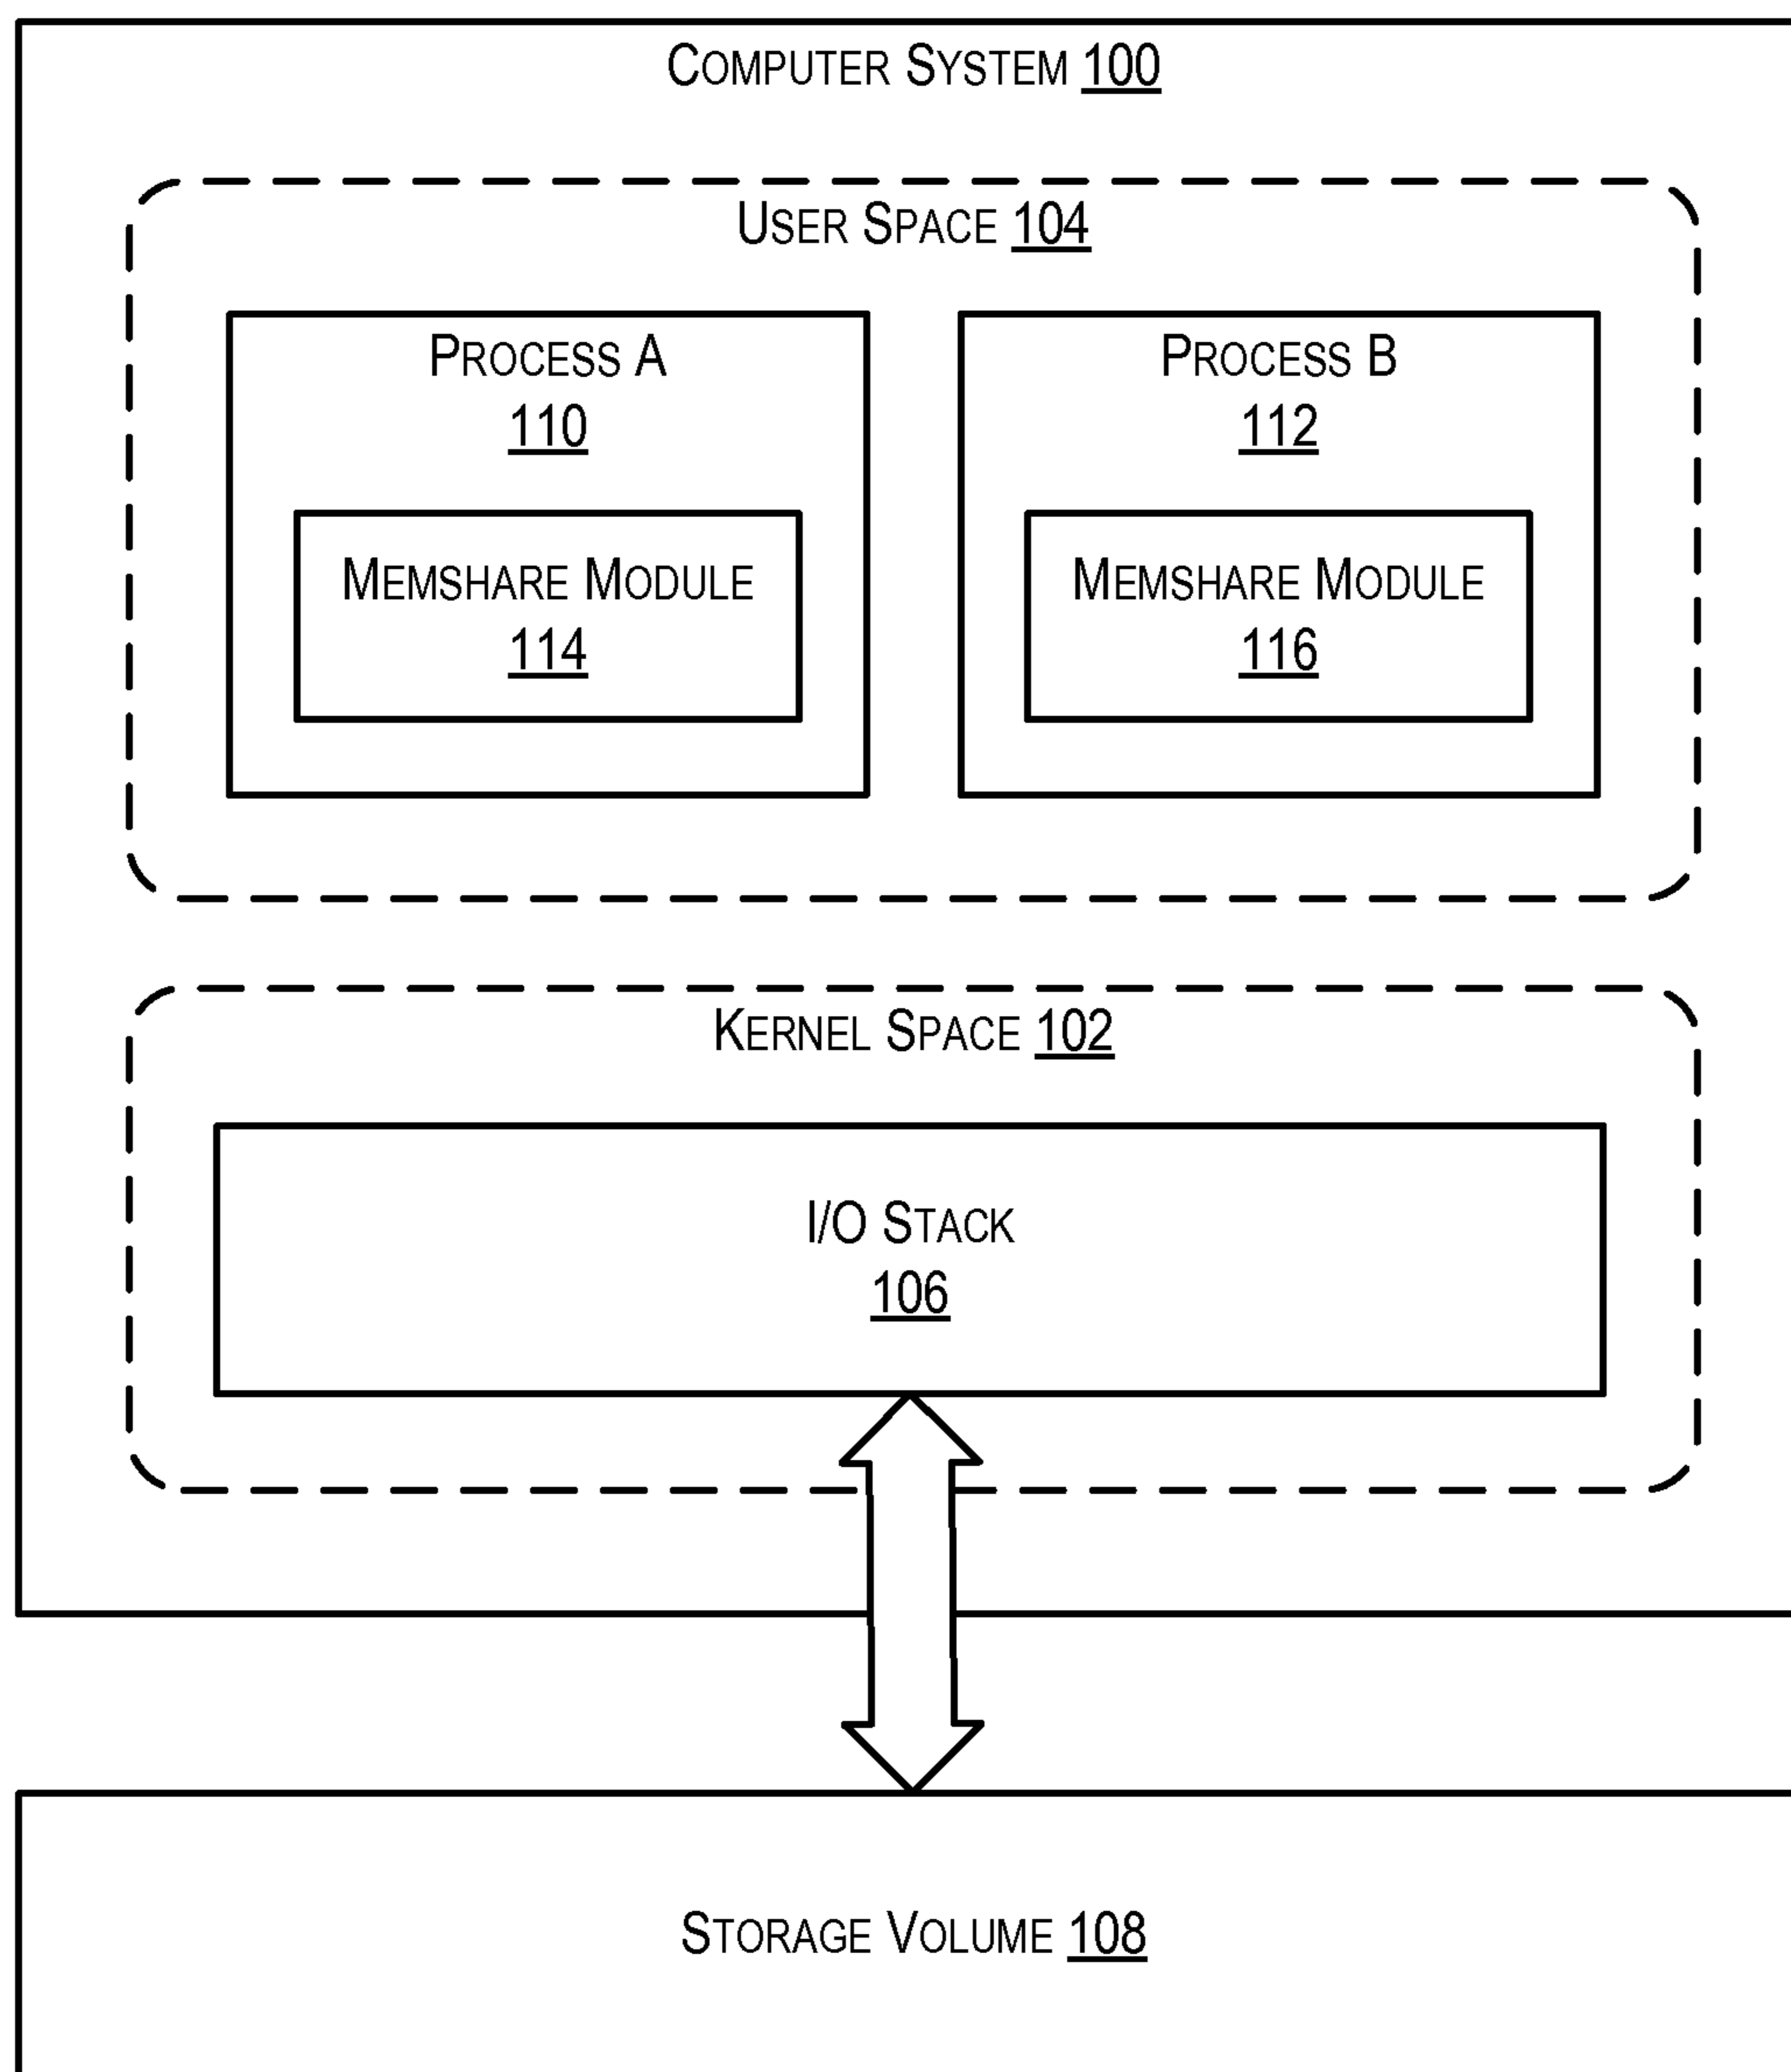 COMPUTER SYSTEM 100
USER SPACE 104
PROCESS A
110
MEMSHARE MODULE
114
PROCESS B
112
MEMSHARE MODULE
116
KERNEL SPACE 102
I/O STACK
106
STORAGE VOLUME 108